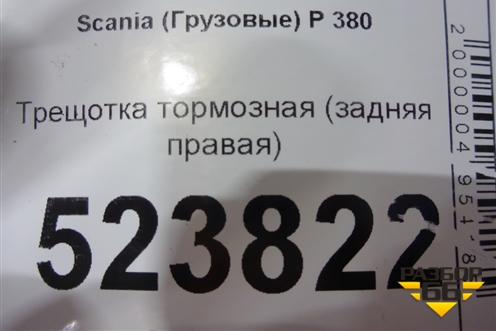 Scania (Грузовые) P 380
Трещотка тормозная (задняя
правая)
523822
2000004954
РАЗБОР
66